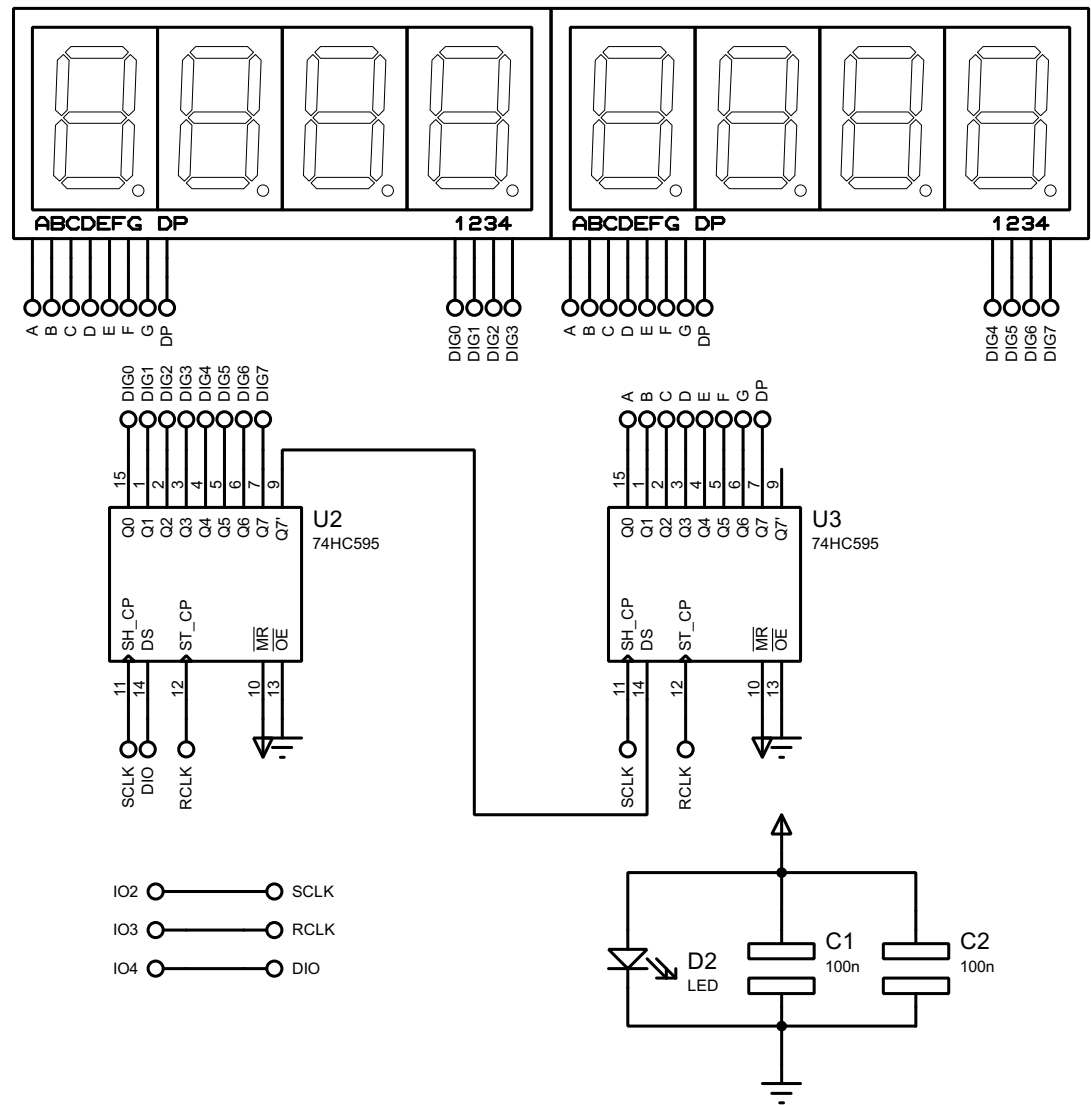 ABCDEFG DP
1234
ABCDEFG DP
1234
A
B
C
D
E
F
G
DP
DIG0
DIG1
DIG2
DIG3
A
B
C
D
E
F
G
DP
DIG4
DIG5
DIG6
DIG7
DIG0
DIG1
DIG2
DIG3
DIG4
DIG5
DIG6
DIG7
A
B
C
D
E
F
G
DP
15
1
2
3
4
5
6
7
9
15
1
2
3
4
5
6
7
9
Q0
Q1
Q2
Q3
Q4
Q5
Q6
Q7
Q7'
U2
74HC595
Q0
Q1
Q2
Q3
Q4
Q5
Q6
Q7
Q7'
U3
74HC595
SH_CP
DS
ST_CP
MR
OE
SH_CP
DS
ST_CP
MR
OE
11
14
12
10
13
11
14
12
10
13
SCLK
DIO
RCLK
SCLK
RCLK
IO2 SCLK
IO3 RCLK
IO4 DIO
D2
LED
C1
100n
C2
100n